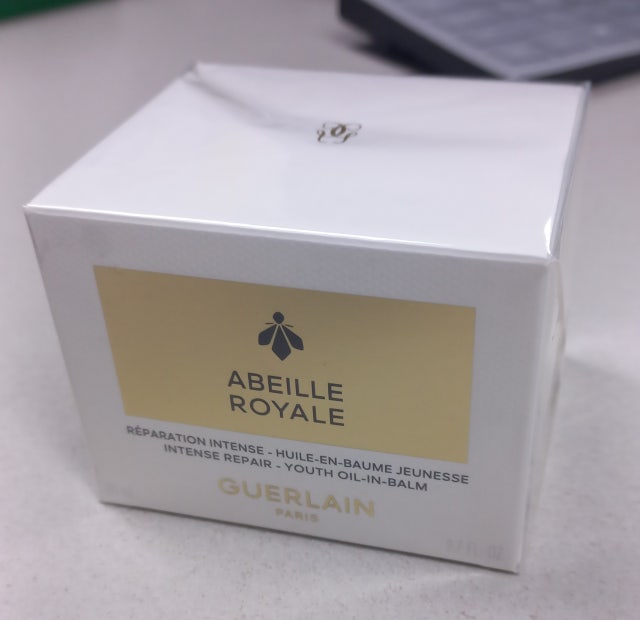 ABEILLE
ROYALE
RÉPARATION INTENSE - HUILE-EN-BAUME JEUNESSE
INTENSE REPAIR - YOUTH OIL-IN-BALM
GUERLAIN
PARIS